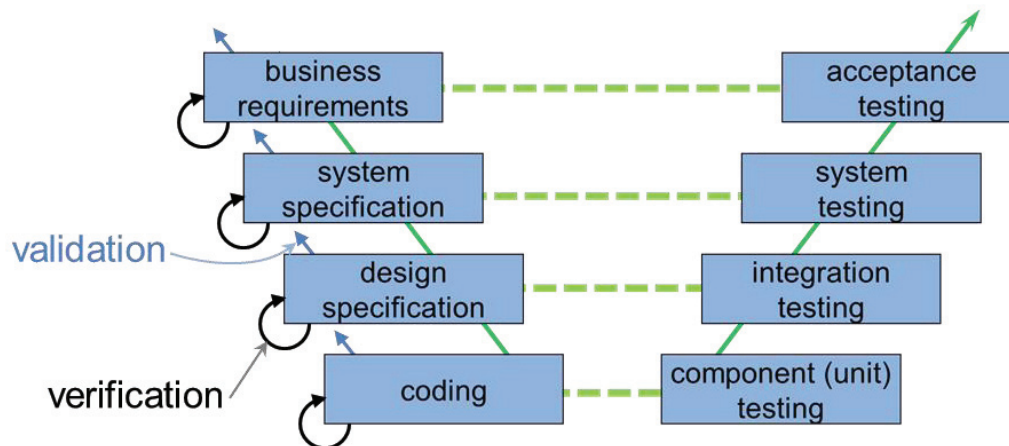 business
requirements
acceptance
testing
system
specification
system
testing
validation
design
specification
integration
testing
verification
coding
component (unit)
testing